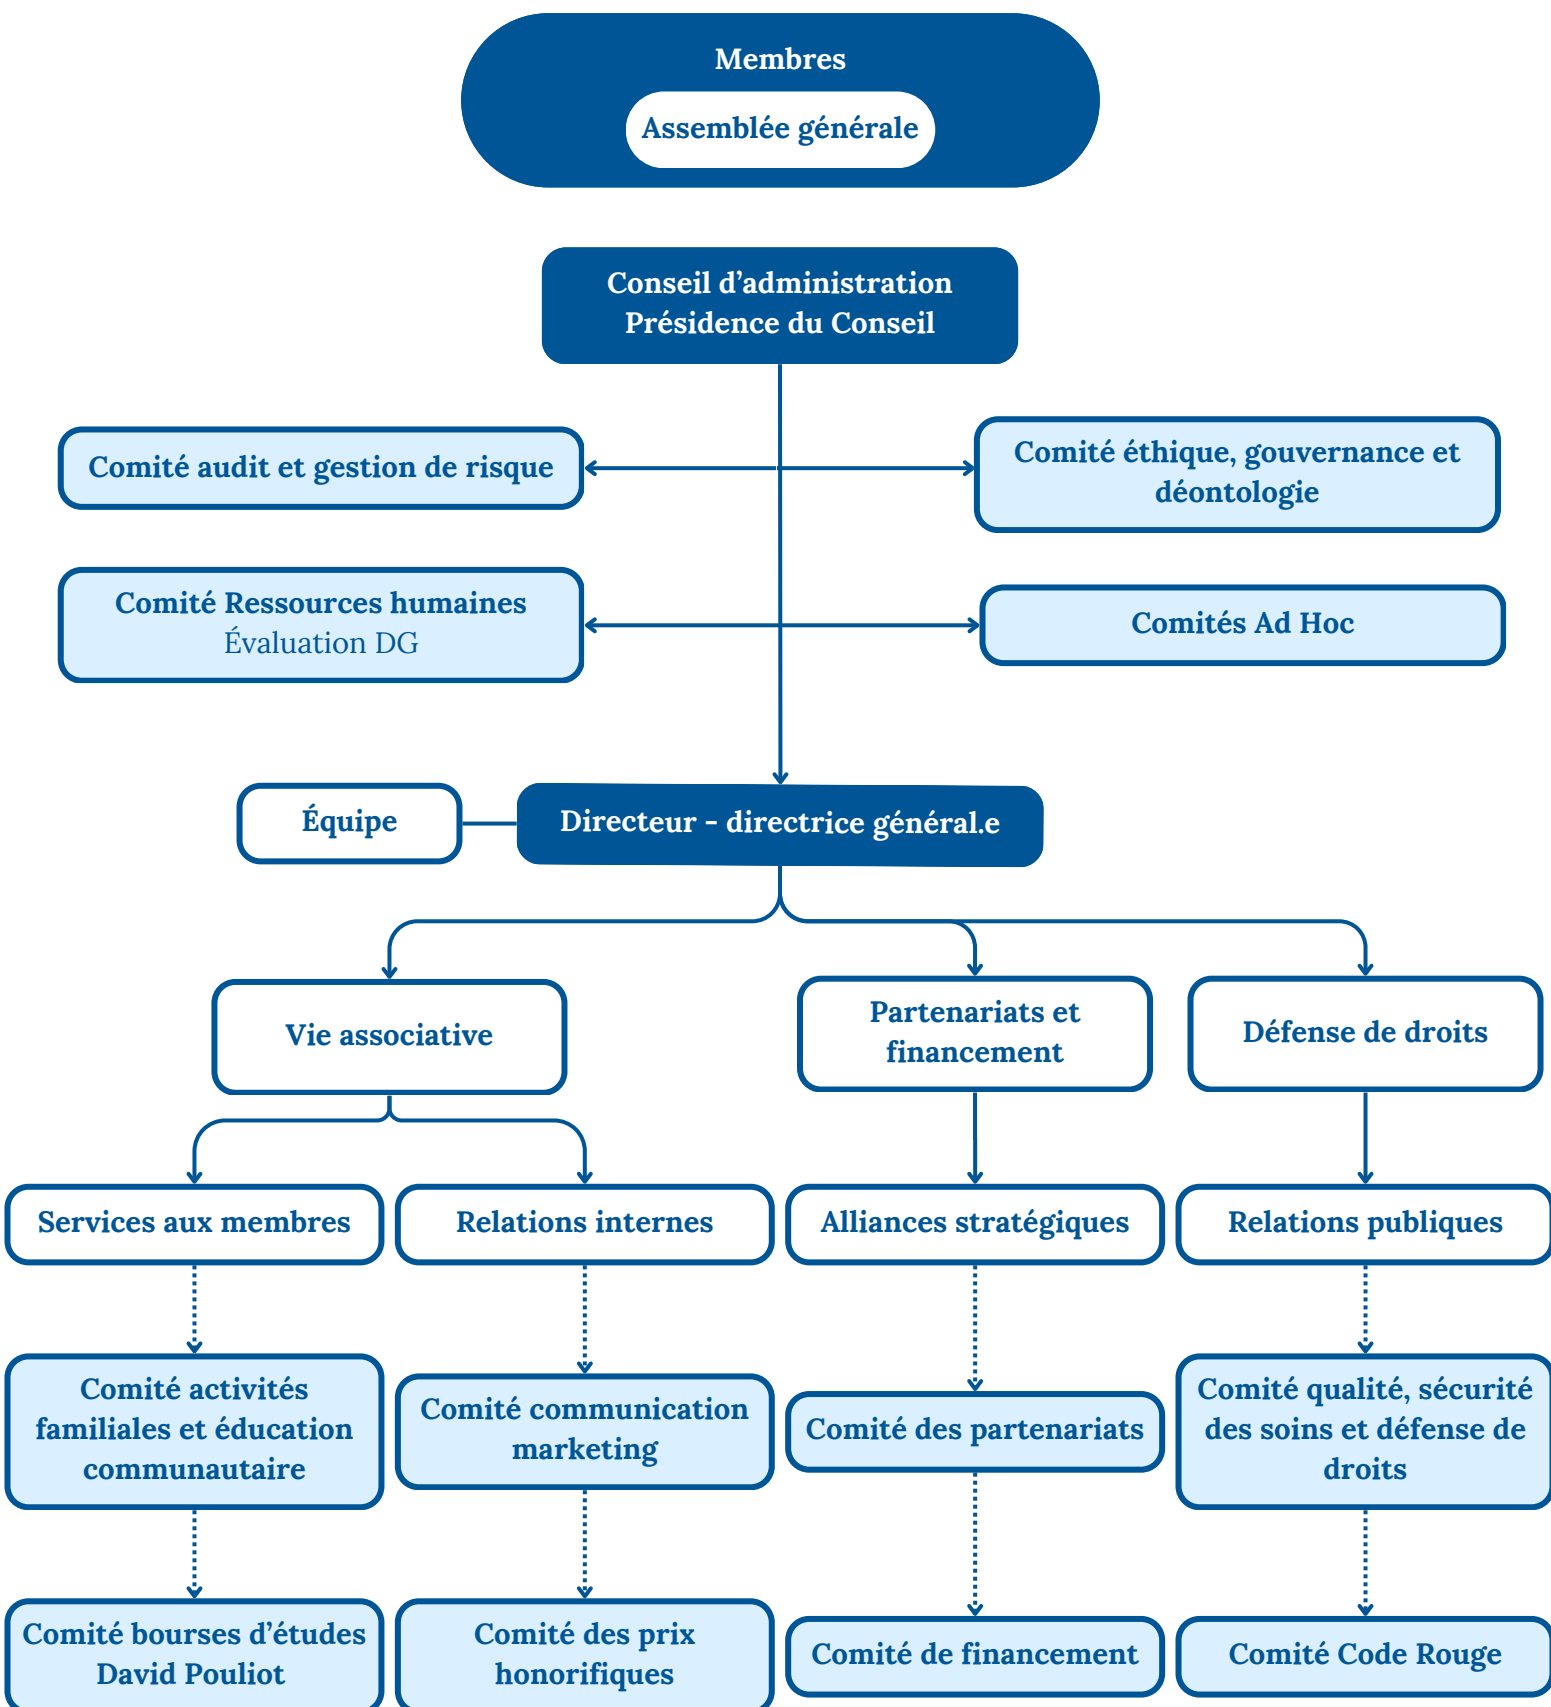 Membres
Assemblée générale
Conseil d’administration
Présidence du Conseil
Comité audit et gestion de risque
Comité éthique, gouvernance et
déontologie
Comité Ressources humaines
Évaluation DG
Comités Ad Hoc
Équipe
Directeur - directrice général.e
Vie associative
Partenariats et
financement
Défense de droits
Services aux membres
Relations internes
Alliances stratégiques
Relations publiques
Comité activités
familiales et éducation
communautaire
Comité communication
marketing
Comité des partenariats
Comité qualité, sécurité
des soins et défense de
droits
Comité bourses d’études
David Pouliot
Comité des prix
honorifiques
Comité de financement
Comité Code Rouge